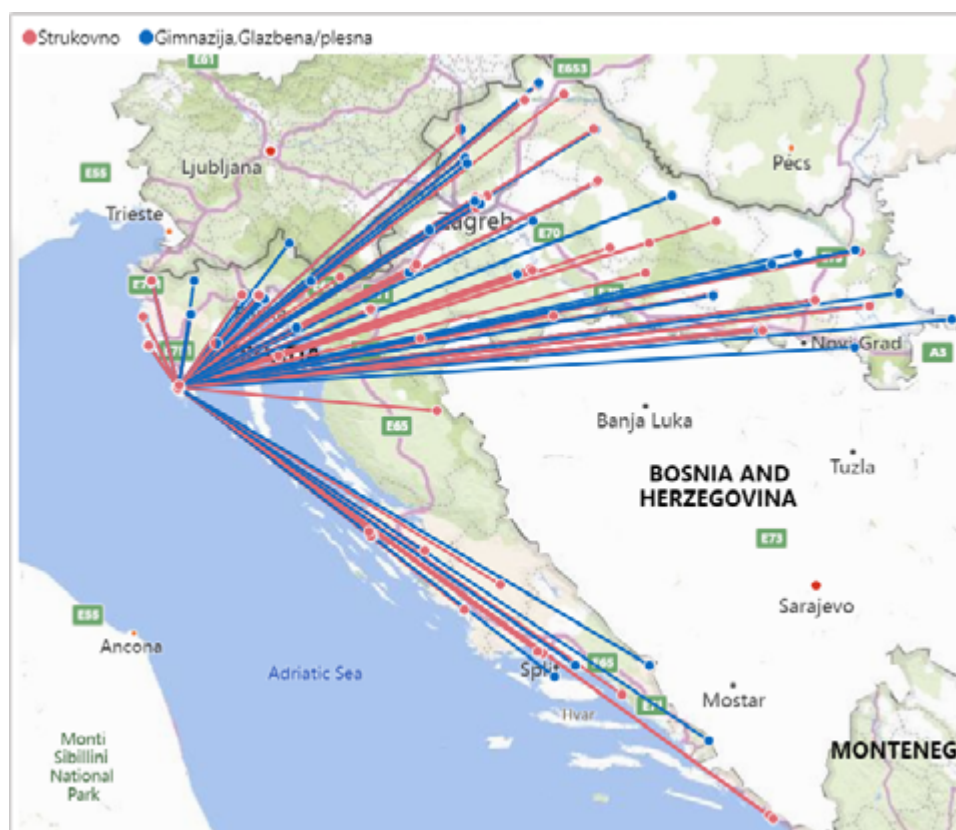 Strukovno Gimnazija,Glazbena/plesna
E61
E653
Ljubljana
Pécs
E55
Trieste
Zagreb
E70
Novi Grad
A3
E65
Banja Luka
Tuzla
BOSNIA AND
HERZEGOVINA
E73
Sarajevo
E55
Ancona
Adriatic Sea
Split
E65
Mostar
Hvar
Monti
Sibillini
National
Park
MONTENEG